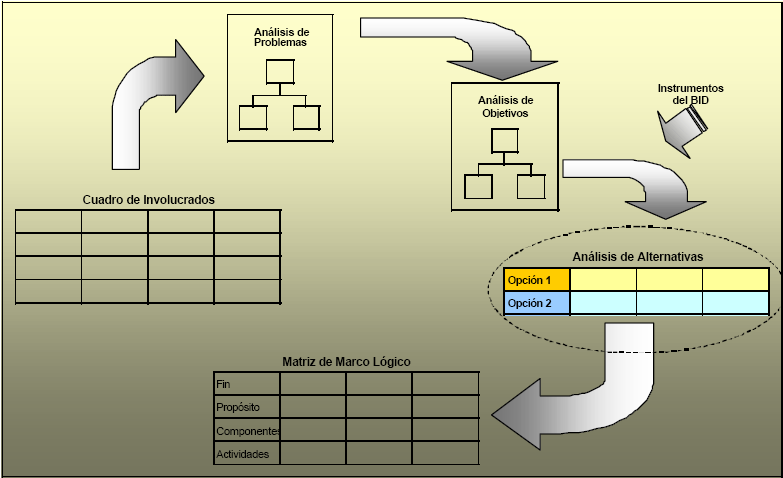 Análisis de
Problemas
Análisis de
Objetivos
Instrumentos
del BID
Cuadro de Involucrados
Análisis de Alternativas
Opción 1
Opción 2
Matriz de Marco Lógico
Fin
Propósito
Componentes
Actividades